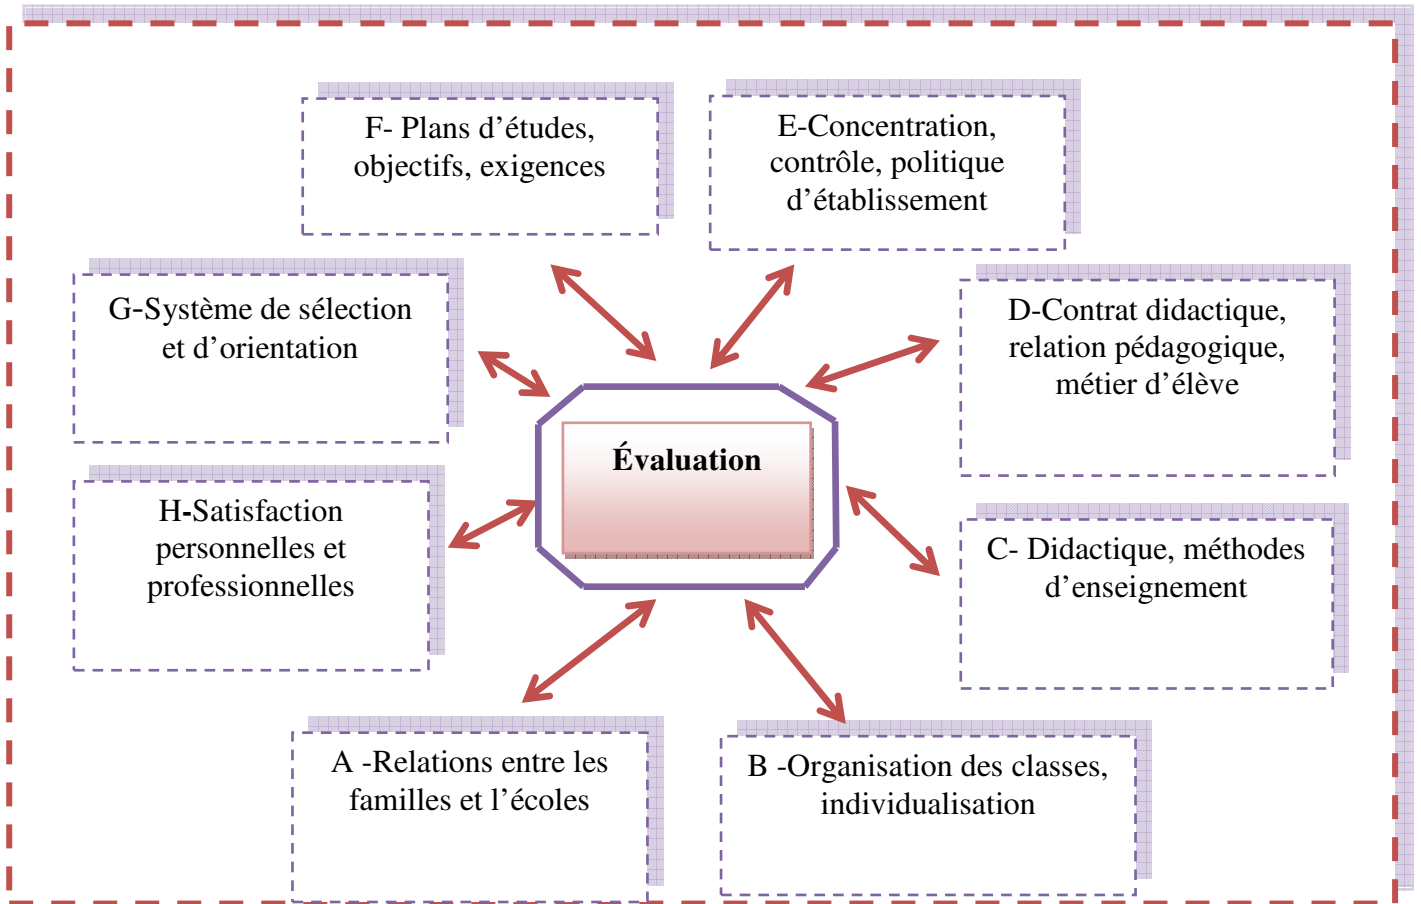 F- Plans d’études,
objectifs, exigences
E-Concentration,
contrôle, politique
d’établissement
G-Système de sélection
et d’orientation
D-Contrat didactique,
relation pédagogique,
métier d’élève
Évaluation
H-Satisfaction
personnelles et
professionnelles
C- Didactique, méthodes
d’enseignement
A -Relations entre les
familles et l’écoles
B -Organisation des classes,
individualisation